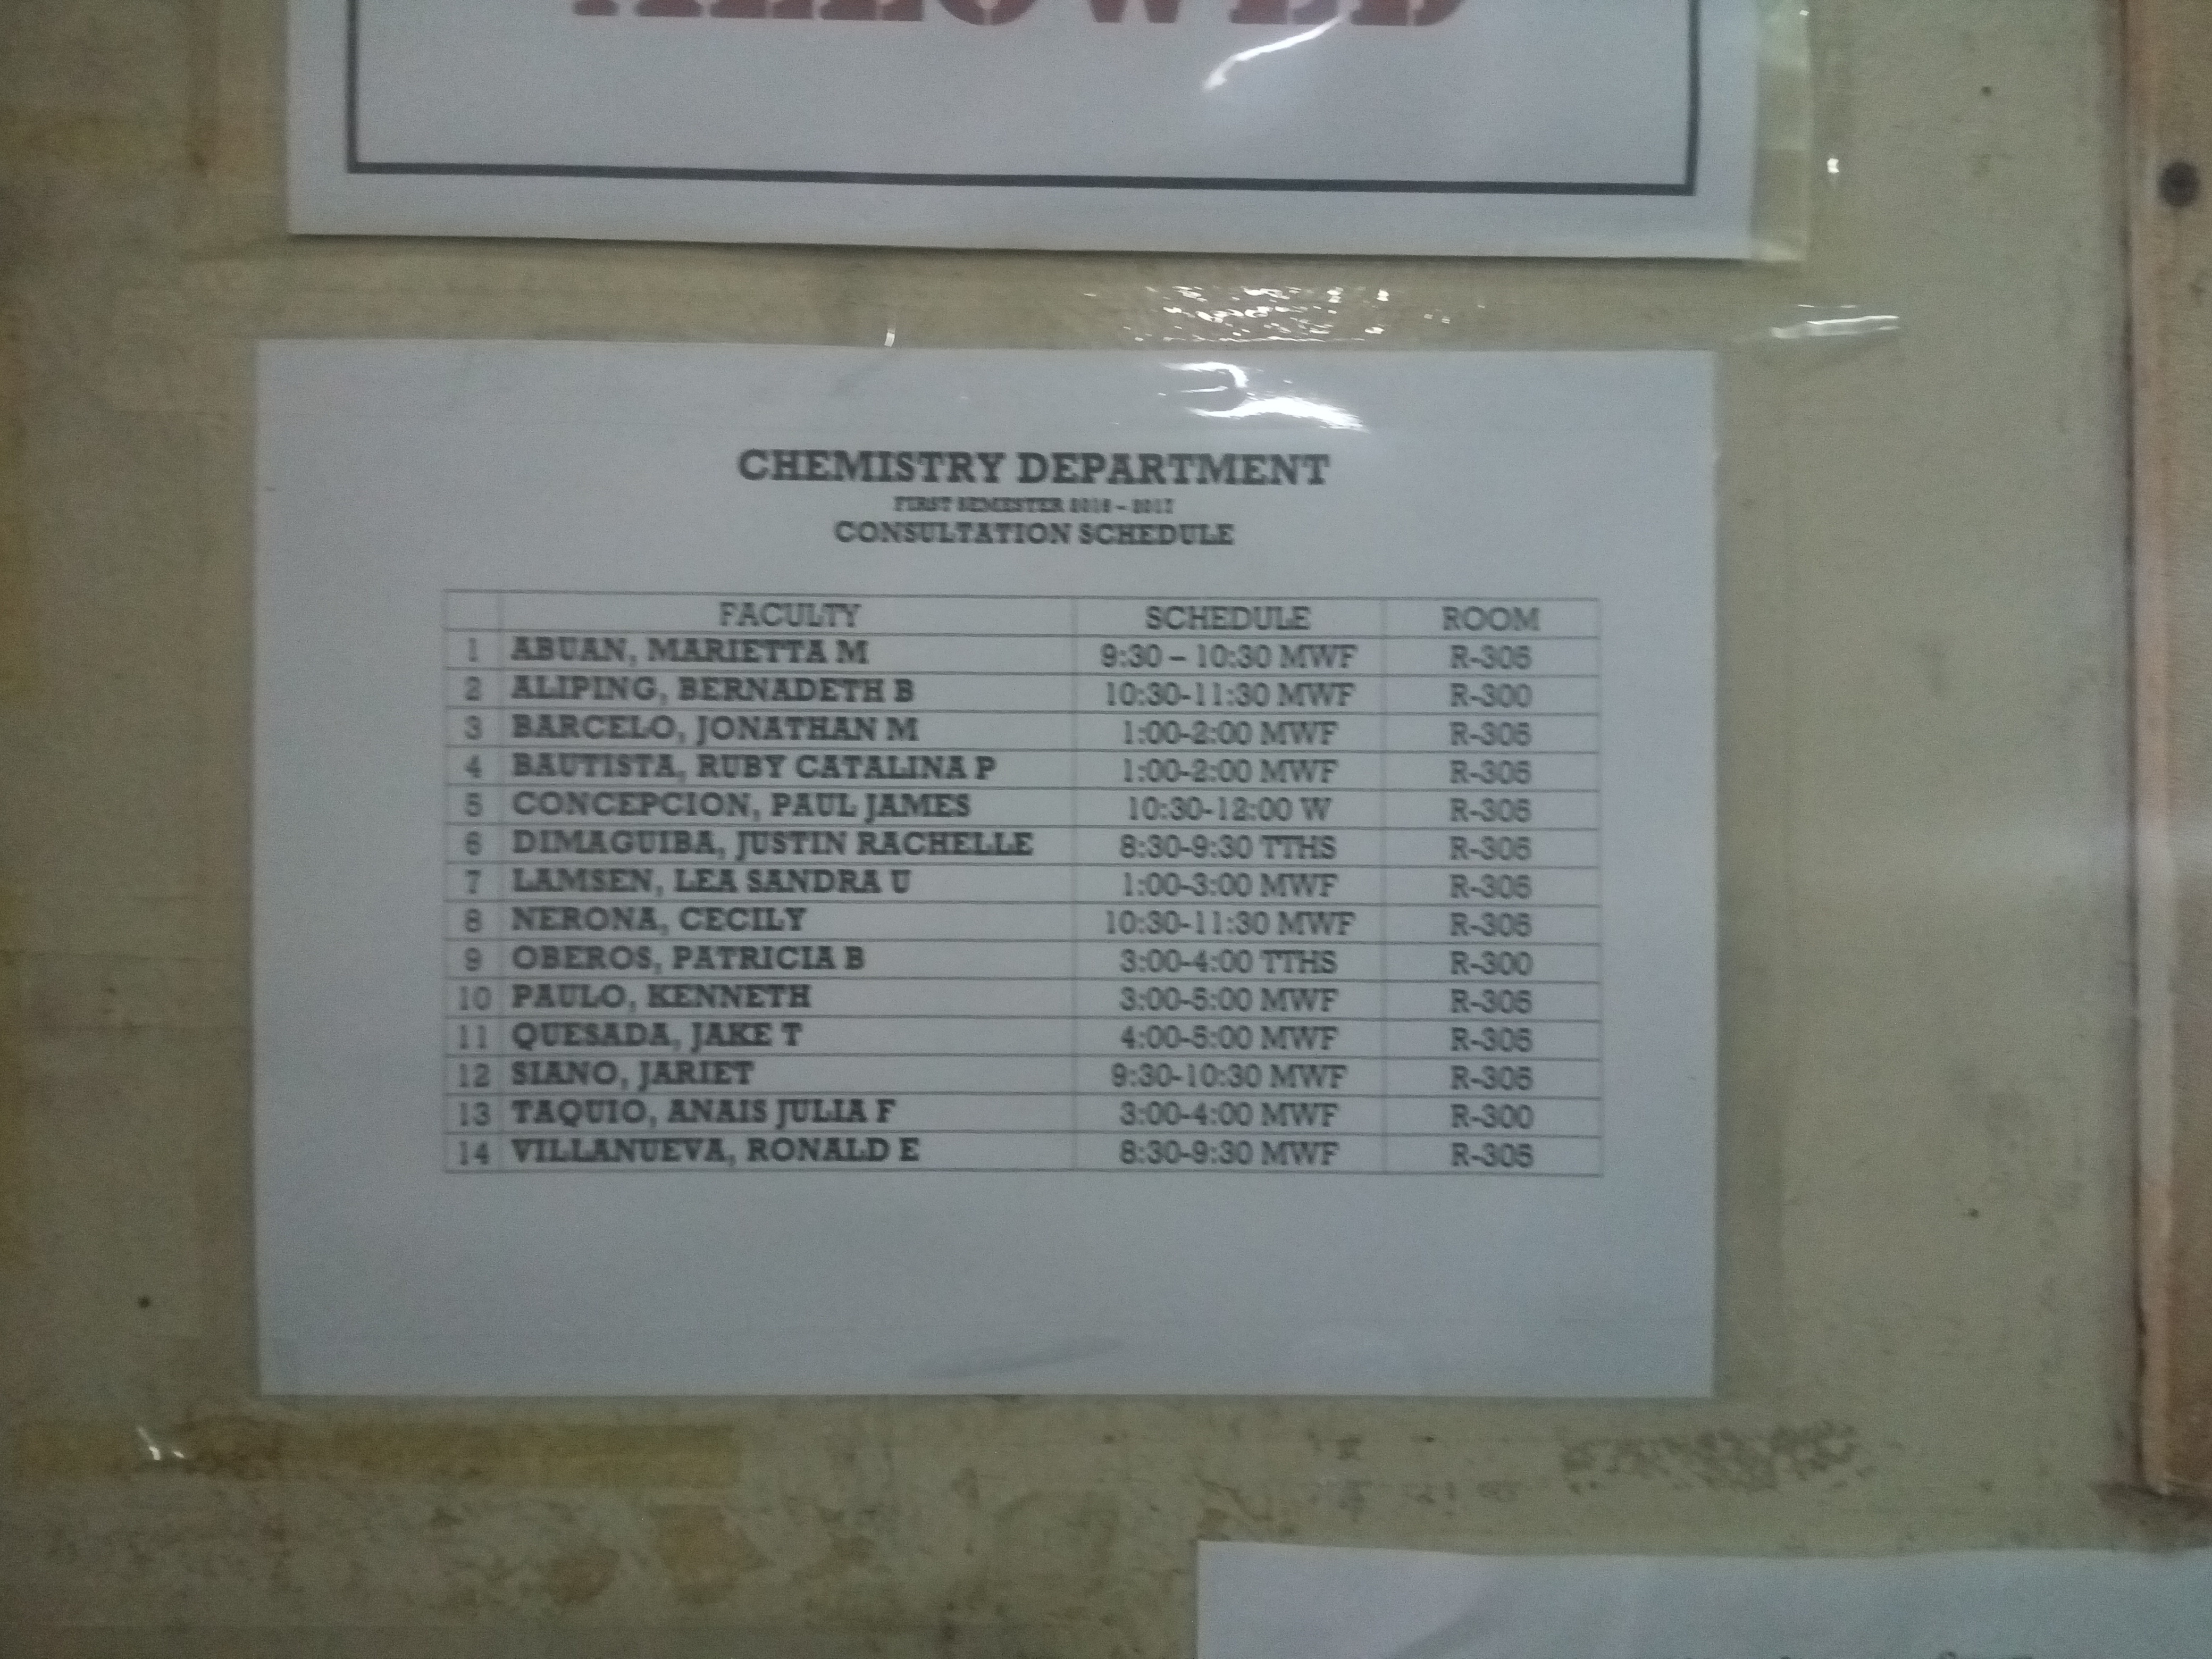 ALLOWED
CHEMISTRY DEPARTMENT
FIRST SEMESTER 2016 – 2017
CONSULTATION SCHEDULE
FACULTY SCHEDULE ROOM
1 ABUAN, MARIETTA M 9:30 – 10:30 MWF R-305
2 ALIPING, BERNADETH B 10:30-11:30 MWF R-300
3 BARCELO, JONATHAN M 1:00-2:00 MWF R-305
4 BAUTISTA, RUBY CATALINA P 1:00-2:00 MWF R-305
5 CONCEPCION, PAUL JAMES 10:30-12:00 W R-305
6 DIMAGUIBA, JUSTIN RACHELLE 8:30-9:30 TTHS R-305
7 LAMSEN, LEA SANDRA U 1:00-3:00 MWF R-305
8 NERONA, CECILY 10:30-11:30 MWF R-305
9 OBEROS, PATRICIA B 3:00-4:00 TTHS R-300
10 PAULO, KENNETH 3:00-5:00 MWF R-305
11 QUESADA, JAKE T 4:00-5:00 MWF R-305
12 SIANO, JARIET 9:30-10:30 MWF R-305
13 TAQUIO, ANAIS JULIA F 3:00-4:00 MWF R-300
14 VILLANUEVA, RONALD E 8:30-9:30 MWF R-305